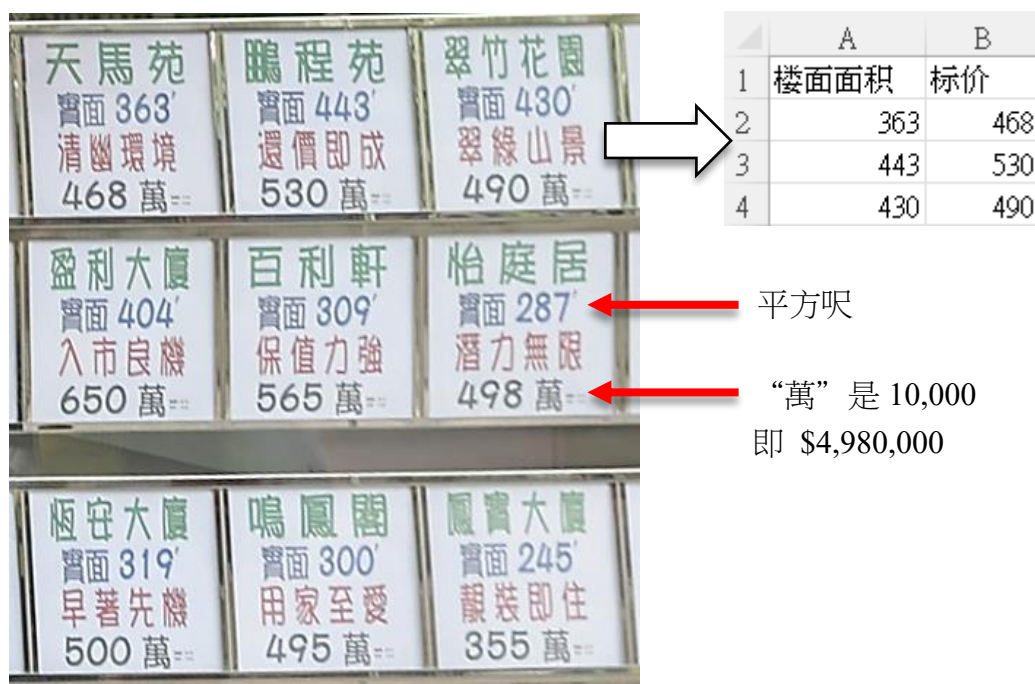 天馬苑
實面 363'
清幽環境
468 萬
鵬程苑
實面 443'
還價即成
530 萬
翠竹花園
實面 430'
翠綠山景
490 萬
A B
1 楼面面积 标价
2 363 468
3 443 530
4 430 490
盈利大廈
實面 404'
入市良機
650 萬
百利軒
實面 309'
保值力強
565 萬
怡庭居
實面 287'
潛力無限
498 萬
平方呎
“萬”是 10,000
即 $4,980,000
恆安大廈
實面 319'
早著先機
500 萬
鳴鳳閣
實面 300'
用家至愛
495 萬
鳳寶大廈
實面 245'
靚裝即住
355 萬